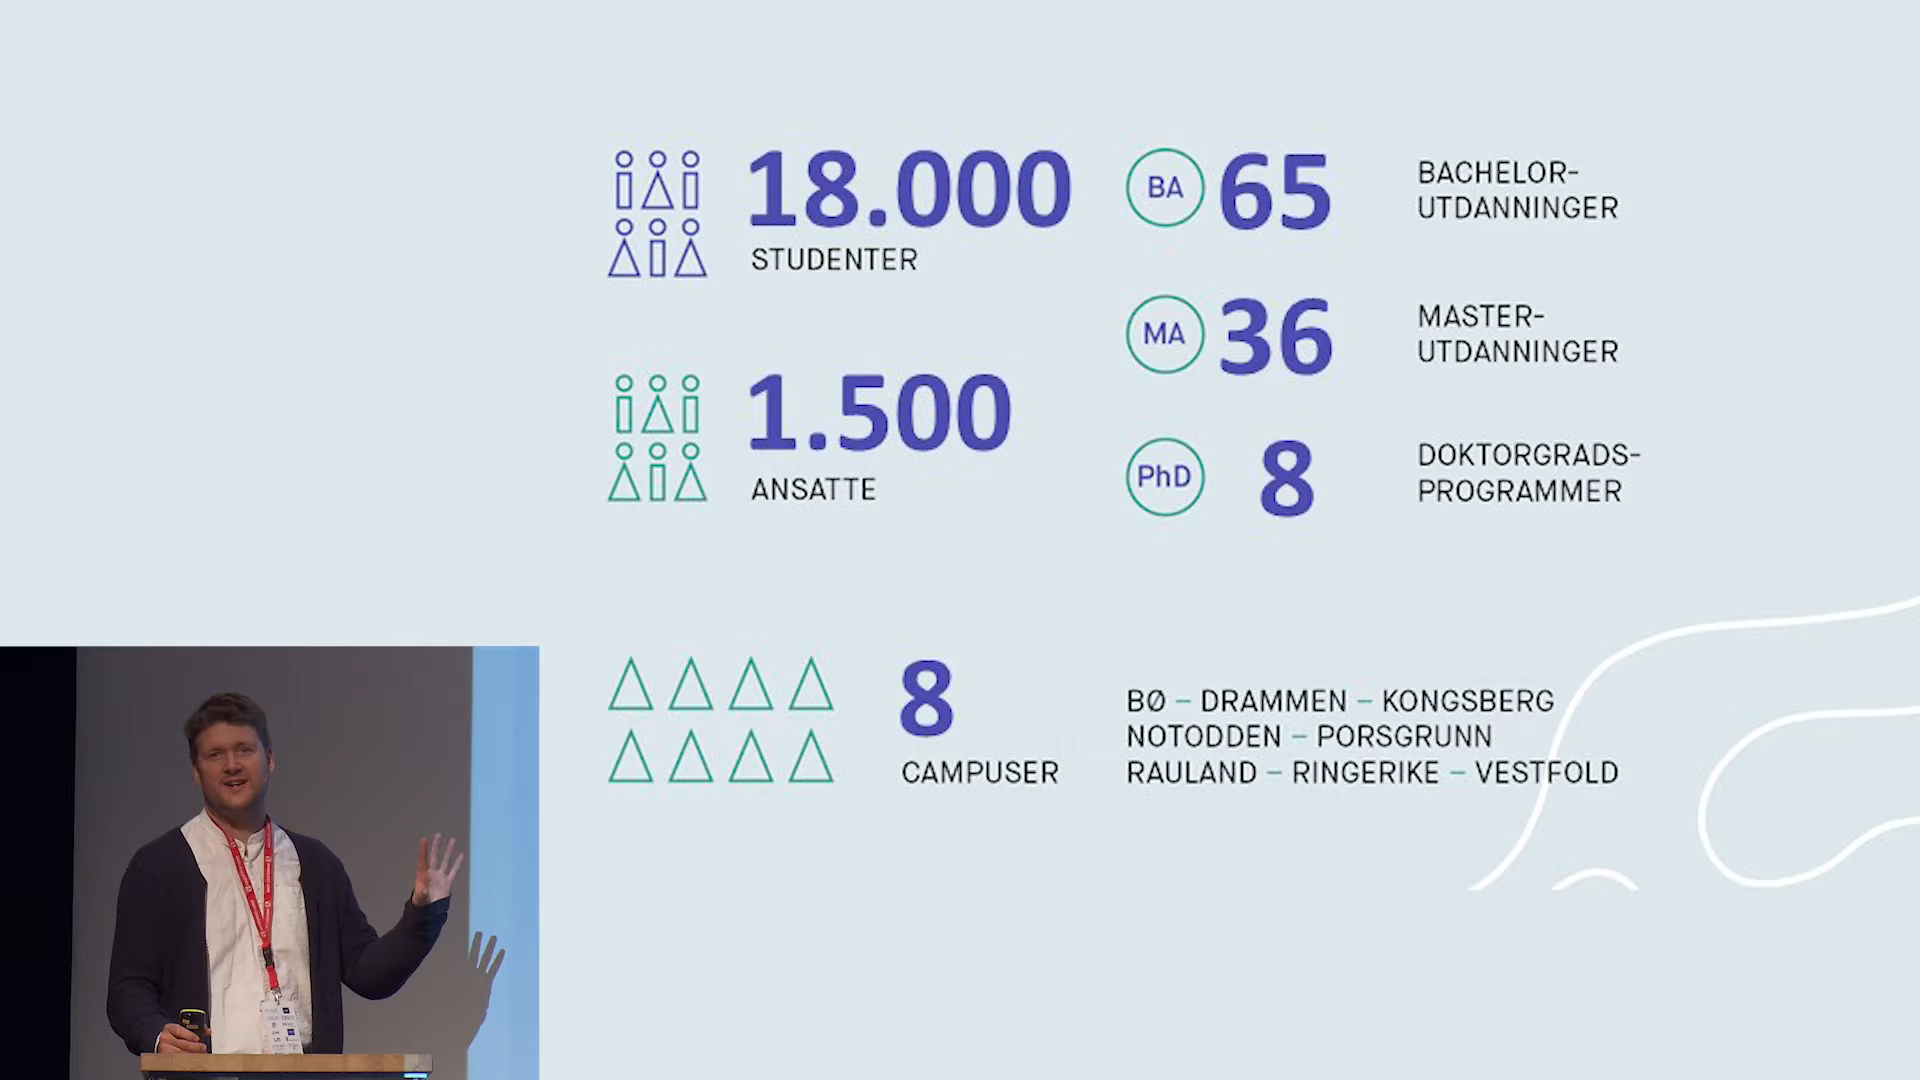 18.000
STUDENTER
1.500
ANSATTE
BA 65
BACHELOR-
UTDANNINGER
MA 36
MASTER-
UTDANNINGER
PhD 8
DOKTORGRADS-
PROGRAMMER
8
CAMPUSER
BØ – DRAMMEN – KONGSBERG
NOTODDEN – PORSGRUNN
RAULAND – RINGERIKE – VESTFOLD